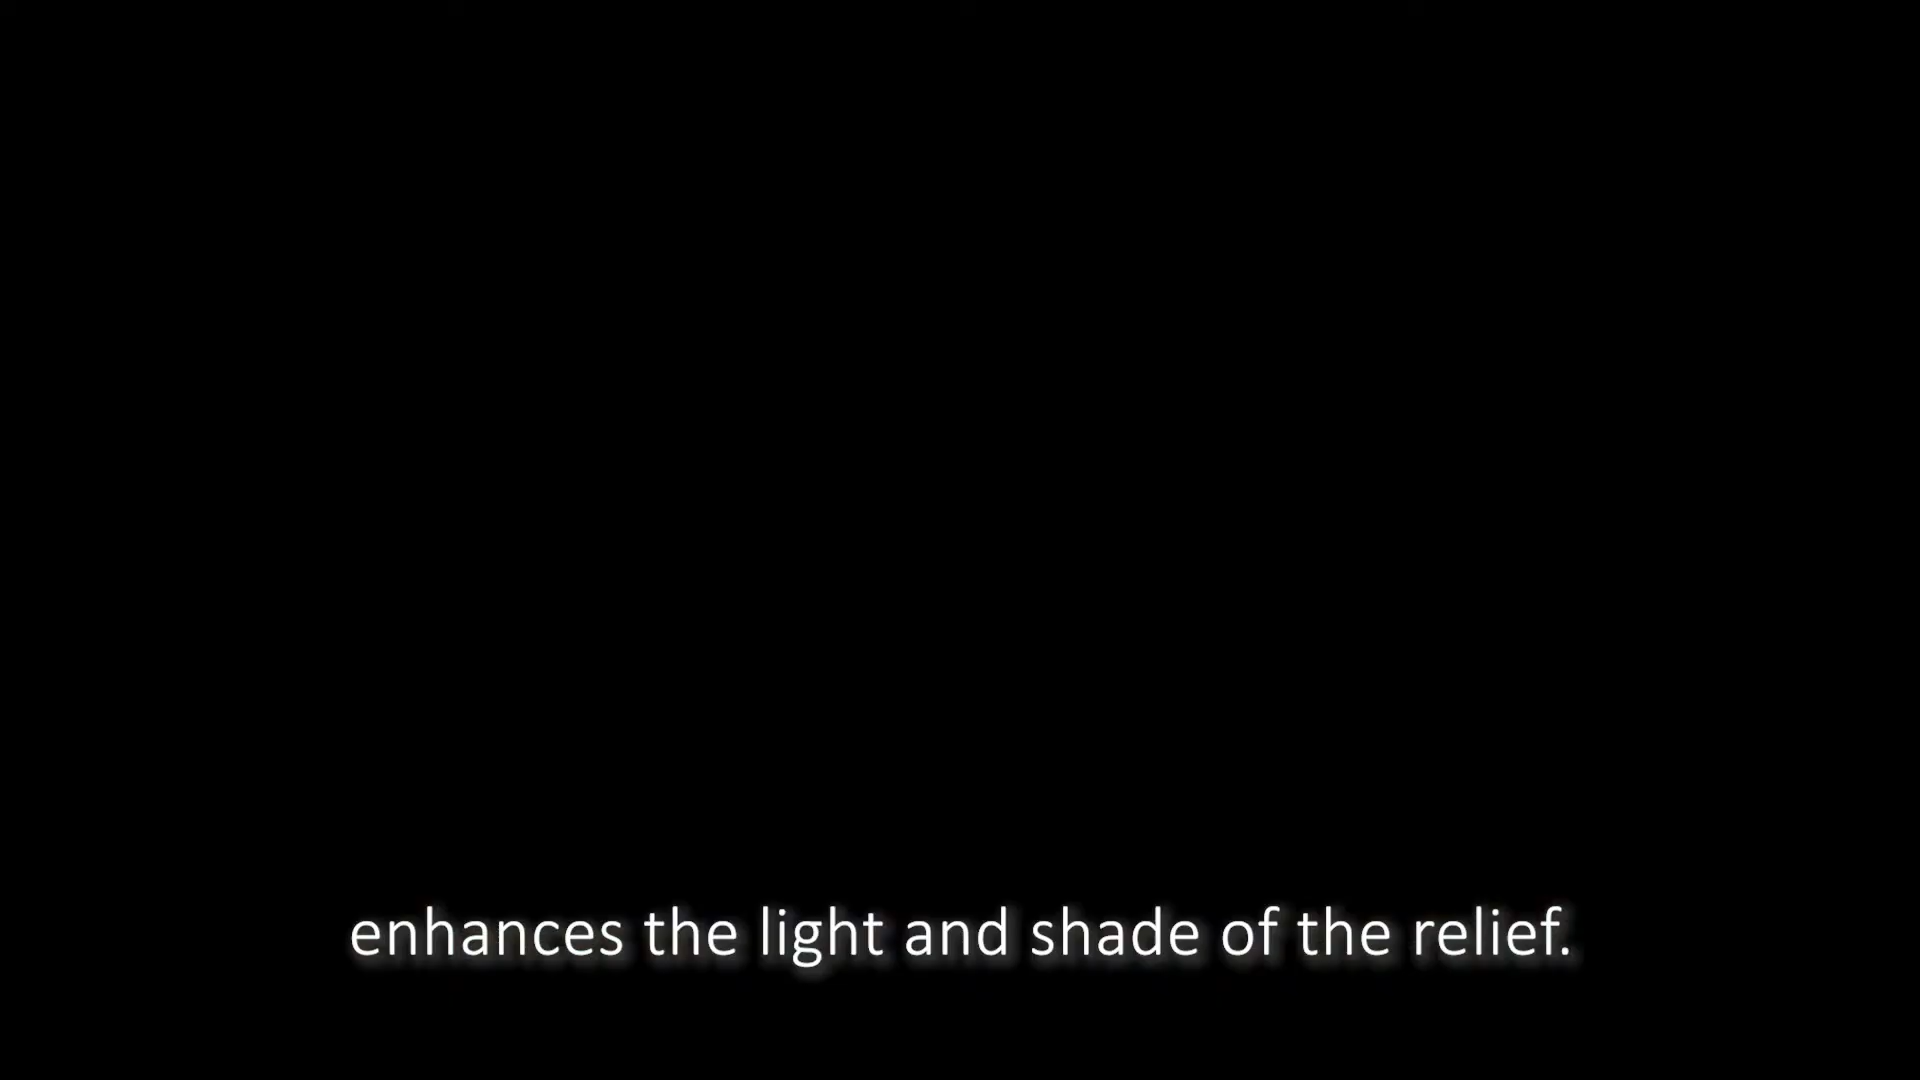 enhances the light and shade of the relief.